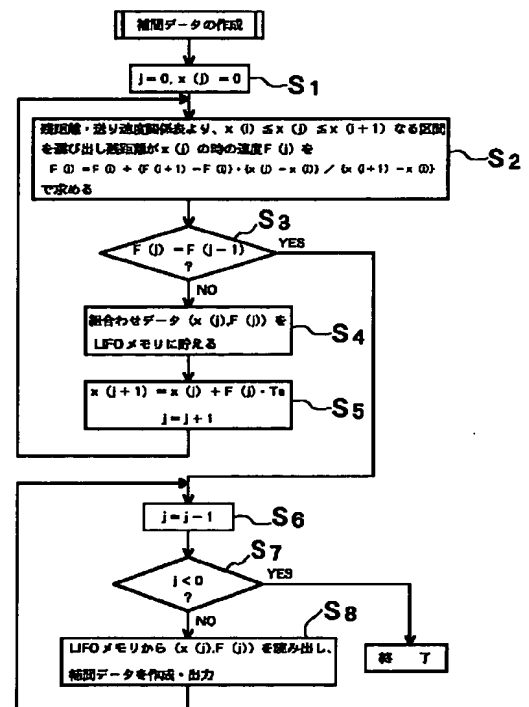 補間データの作成
j=0, x (j) =0
S1
残距離・送り速度関係表より、x (i) ≦x (j) ≦x (i+1) なる区間
を選び出し残距離がx (j) の時の速度F (j) を
F (j) =F (i) + {F (i+1) −F (i)}・{x (j) −x (i)} / {x (i+1) −x (i)}
で求める
S2
S3
F (j) =F (j−1)
?
YES
NO
組合わせデータ (x (j),F (j)) を
LIFOメモリに貯える
S4
x (j+1) =x (j) +F (j)・Ts
j=j+1
S5
j=j−1
S6
S7
j<0
?
YES
NO
S8
LIFOメモリから (x (j),F (j)) を読み出し、
補間データを作成・出力
終 了